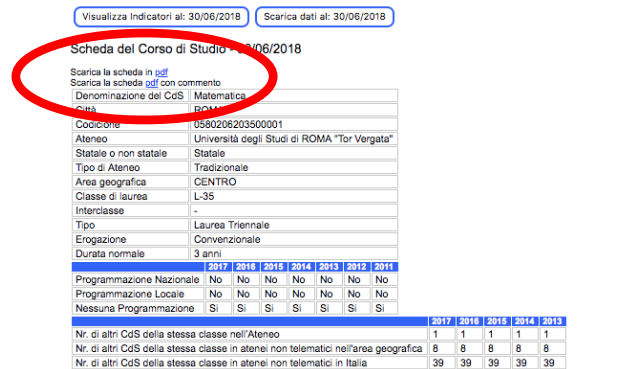 Visualizza Indicatori al: 30/06/2018 Scarica dati al: 30/06/2018
Scheda del Corso di Studio - 30/06/2018
Scarica la scheda in pdf
Scarica la scheda pdf con commento
Denominazione del CdS Matematica
Città ROMA
Codicione 0580206203500001
Ateneo Università degli Studi di ROMA "Tor Vergata"
Statale o non statale Statale
Tipo di Ateneo Tradizionale
Area geografica CENTRO
Classe di laurea L-35
Interclasse -
Tipo Laurea Triennale
Erogazione Convenzionale
Durata normale 3 anni
2017 2016 2015 2014 2013 2012 2011
Programmazione Nazionale No No No No No No No
Programmazione Locale No No No No No No No
Nessuna Programmazione Si Si Si Si Si Si Si
2017 2016 2015 2014 2013
Nr. di altri CdS della stessa classe nell'Ateneo 1 1 1 1 1
Nr. di altri CdS della stessa classe in atenei non telematici nell'area geografica 8 8 8 8 8
Nr. di altri CdS della stessa classe in atenei non telematici in Italia 39 39 39 39 39